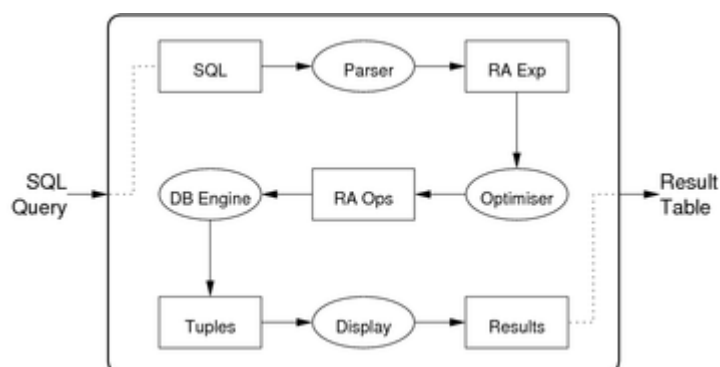 SQL
Parser
RA Exp
SQL
Query
DB Engine
RA Ops
Optimiser
Result
Table
Tuples
Display
Results